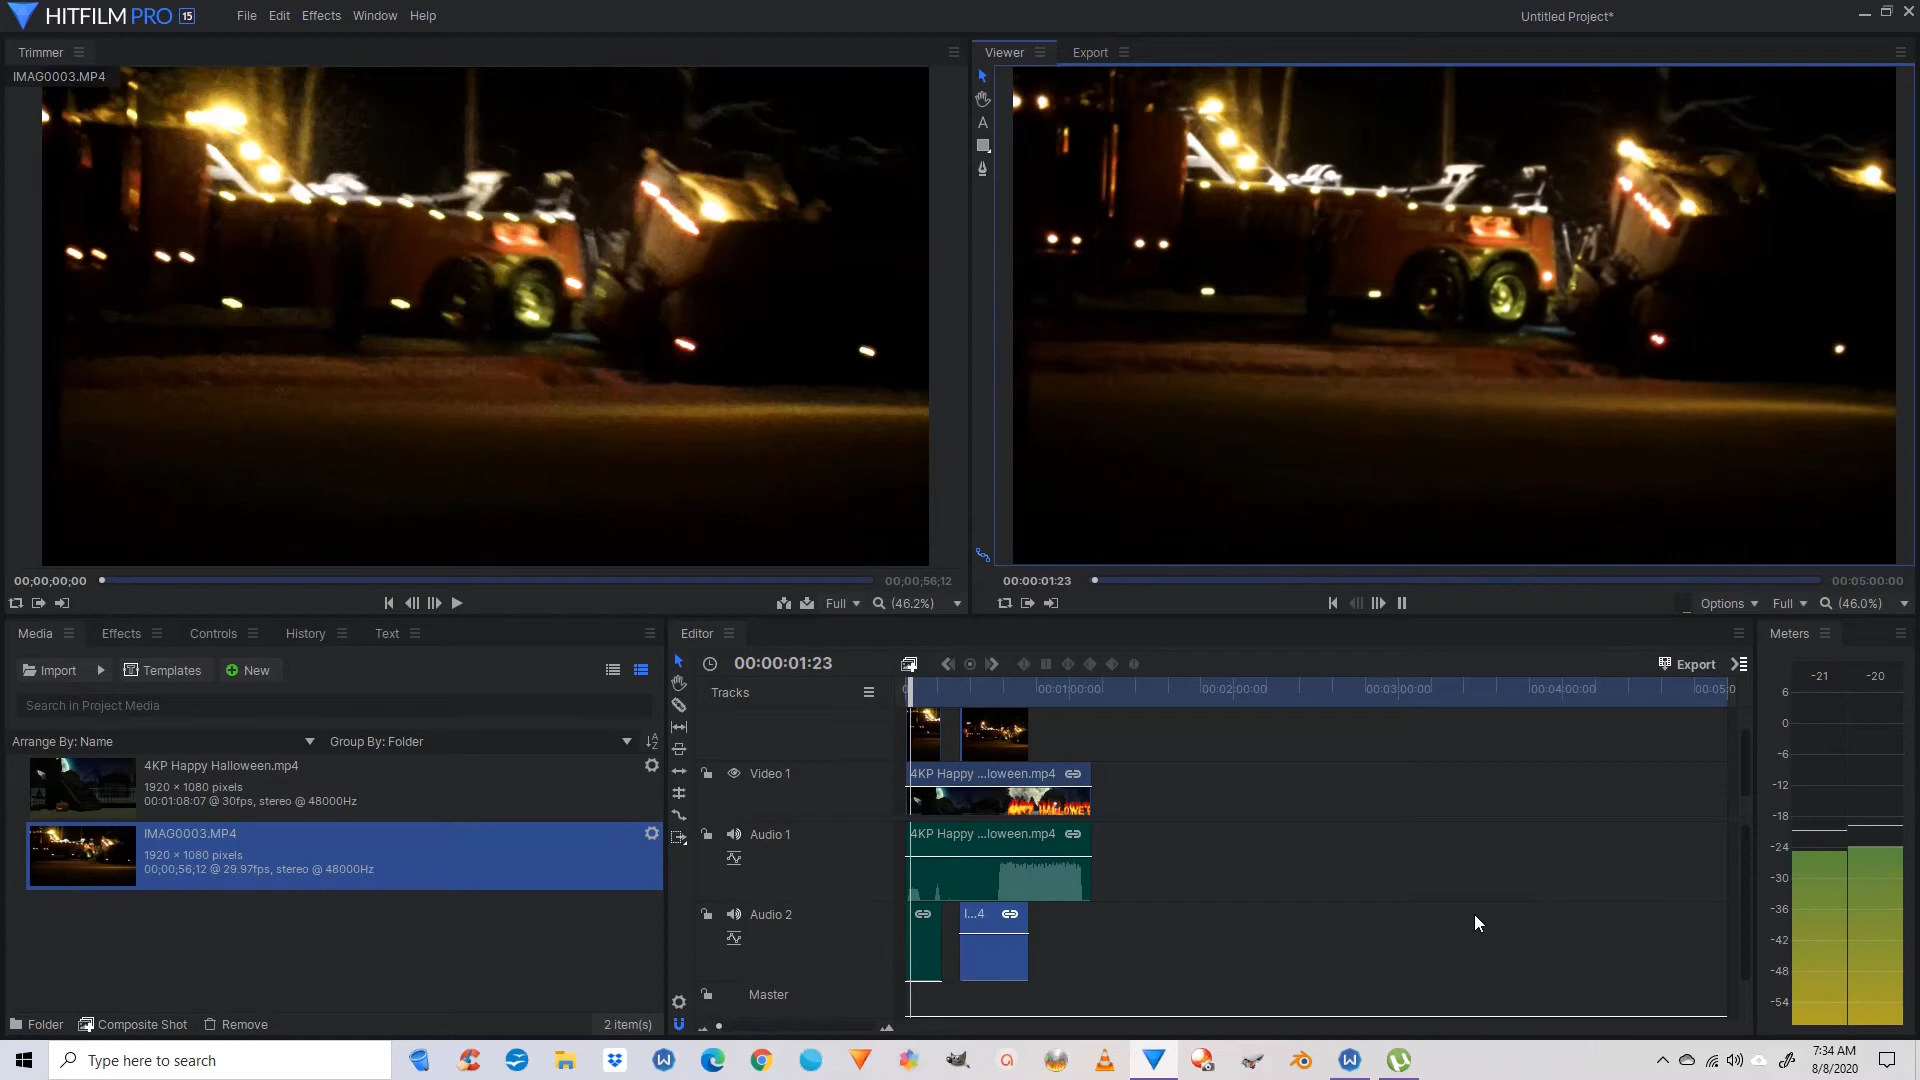 HITFILM PRO 15 File Edit Effects Window Help Untitled Project*
Trimmer Viewer Export
IMAG0003.MP4
A
00;00;00;00 00;00;56;12 00:00:01:23 00:05:00:00
Full (46.2%) Options Full (46.0%)
Media Effects Controls History Text Editor Meters
Import Templates New 00:00:01:23 Export
-21 -20
Tracks 0 00:01:00:00 00:02:00:00 00:03:00:00 00:04:00:00 00:05:0
Search in Project Media
Arrange By: Name Group By: Folder
4KP Happy Halloween.mp4
1920 × 1080 pixels
00:01:08:07 @ 30fps, stereo @ 48000Hz
IMAG0003.MP4
1920 × 1080 pixels
00;00;56;12 @ 29.97fps, stereo @ 48000Hz
Video 1 4KP Happy ...loween.mp4
Audio 1 4KP Happy ...loween.mp4
Audio 2 I...4
Master
6
0
-6
-12
-18
-24
-30
-36
-42
-48
-54
Folder Composite Shot Remove 2 item(s)
Type here to search
7:34 AM
8/8/2020